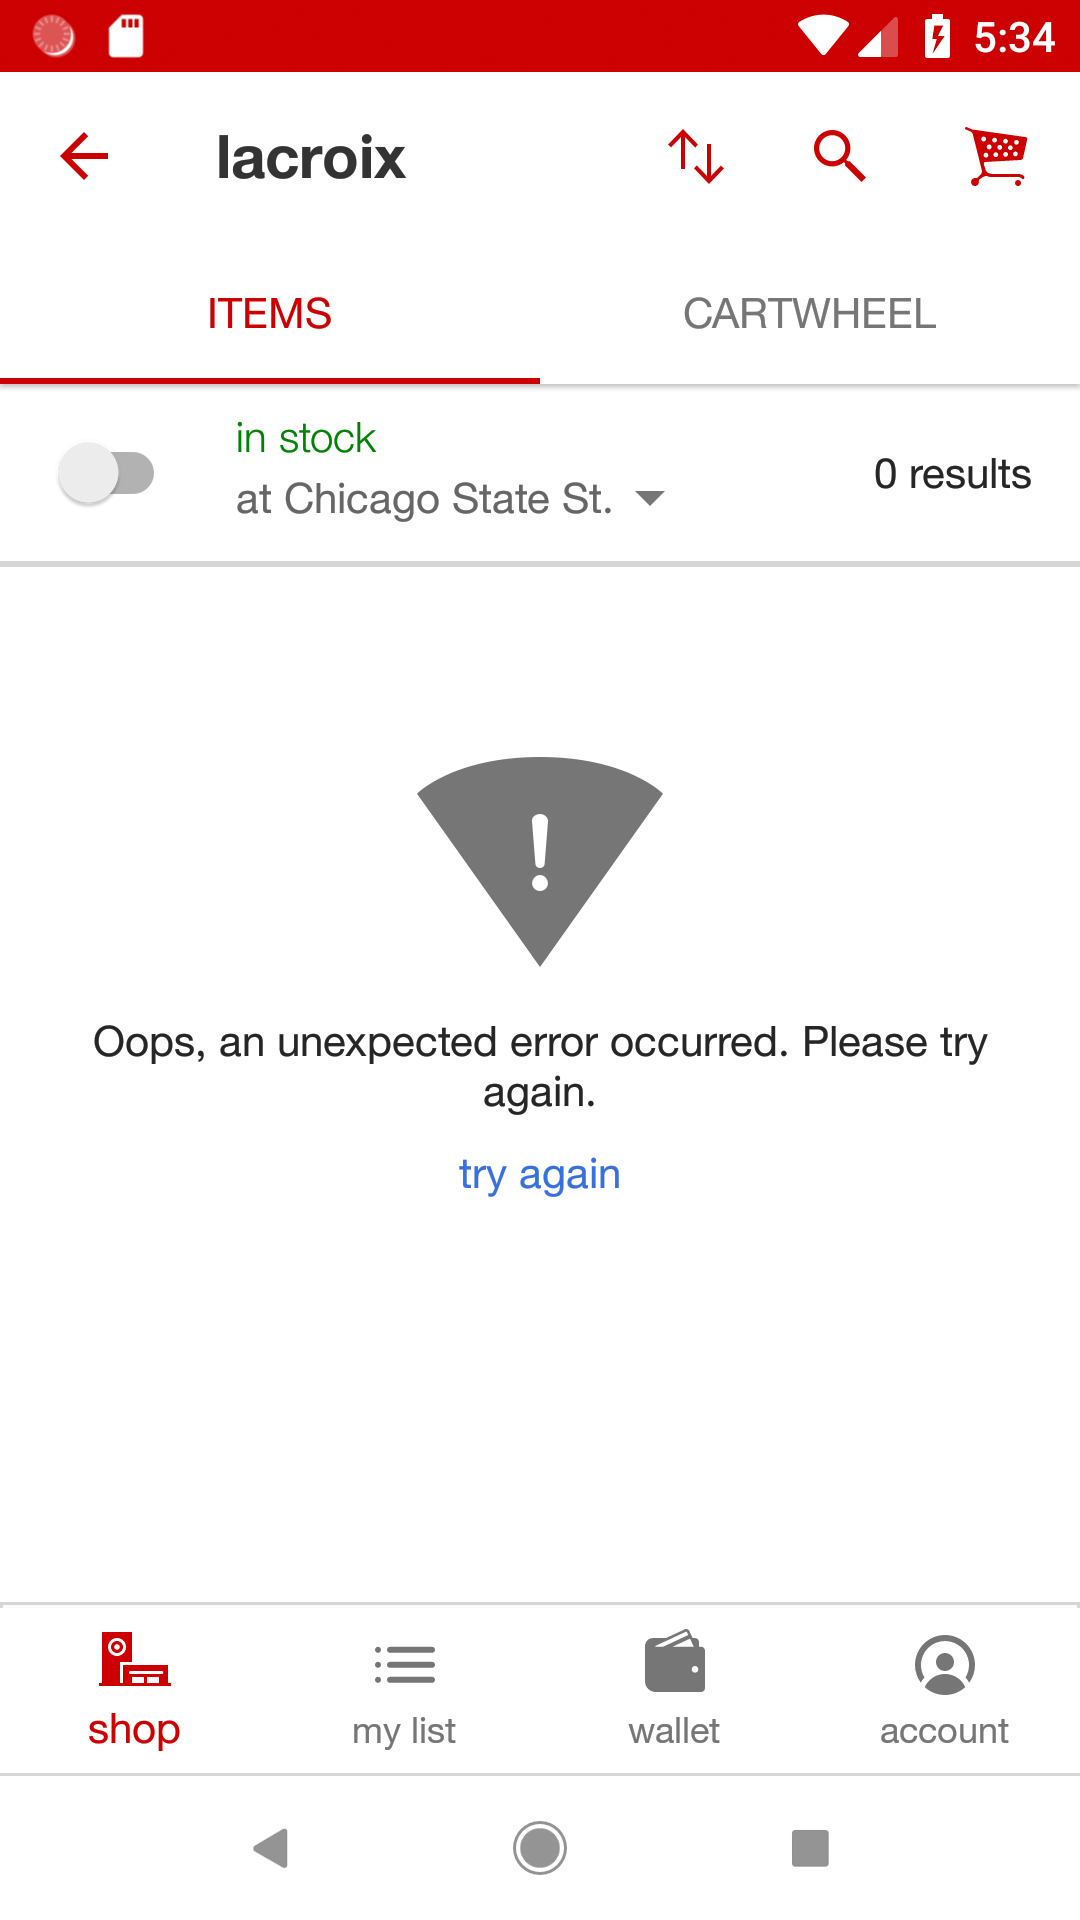 5:34
lacroix
ITEMS
CARTWHEEL
in stock
at Chicago State St.
0 results
Oops, an unexpected error occurred. Please try
again.
try again
shop
my list
wallet
account